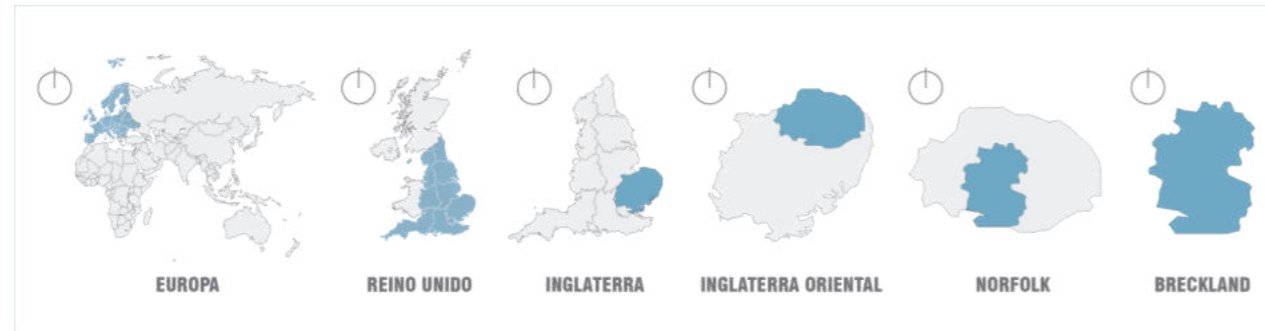 EUROPA
REINO UNIDO
INGLATERRA
INGLATERRA ORIENTAL
NORFOLK
BRECKLAND